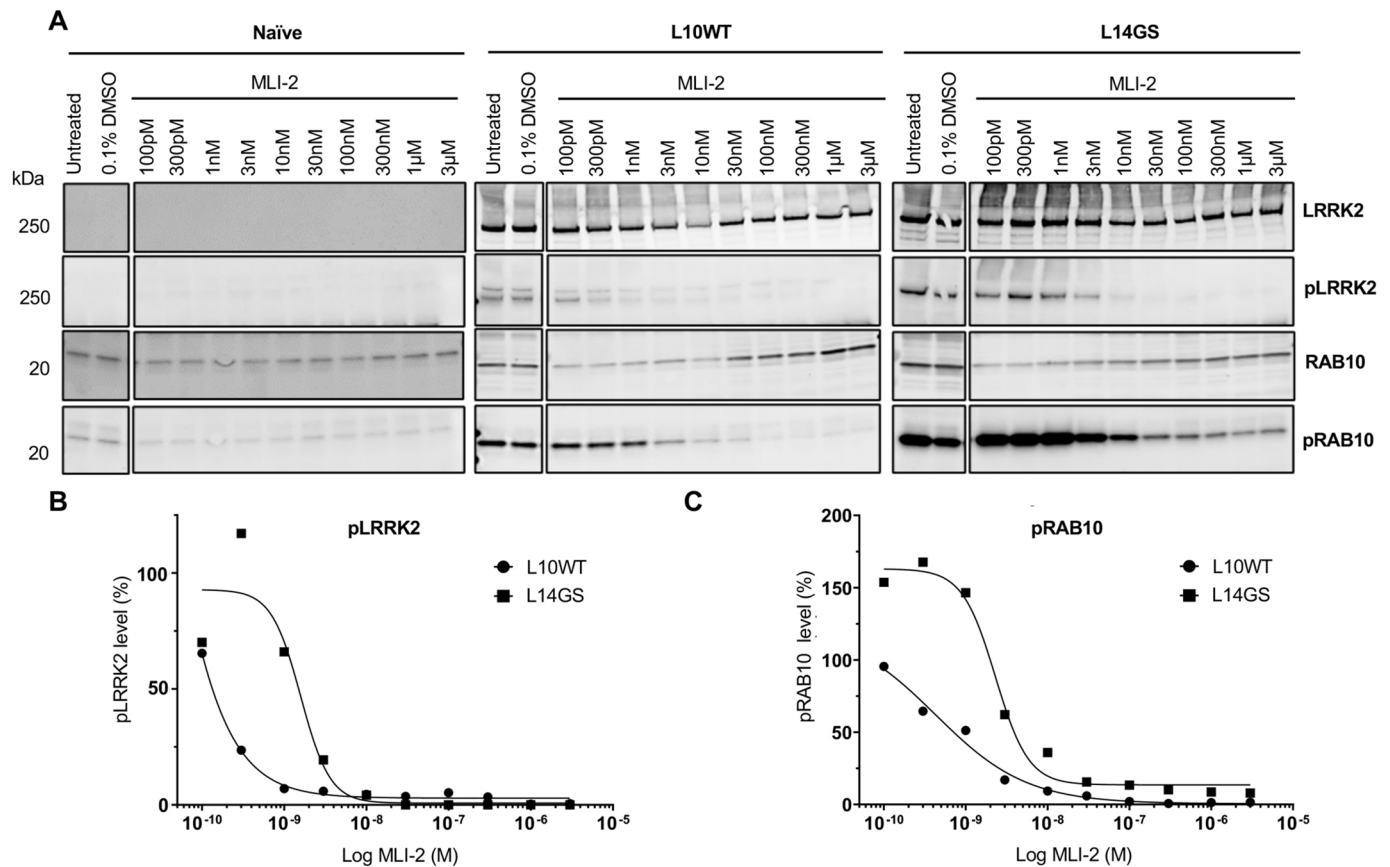 A
Naïve
L10WT
L14GS
MLI-2
MLI-2
MLI-2
Untreated
0.1% DMSO
100pM
300pM
1nM
3nM
10nM
30nM
100nM
300nM
1µM
3µM
Untreated
0.1% DMSO
100pM
300pM
1nM
3nM
10nM
30nM
100nM
300nM
1µM
3µM
Untreated
0.1% DMSO
100pM
300pM
1nM
3nM
10nM
30nM
100nM
300nM
1µM
3µM
kDa
250
LRRK2
250
pLRRK2
20
RAB10
20
pRAB10
B
pLRRK2
L10WT
L14GS
pLRRK2 level (%)
100
50
0
10⁻¹⁰ 10⁻⁹ 10⁻⁸ 10⁻⁷ 10⁻⁶ 10⁻⁵
Log MLI-2 (M)
C
pRAB10
L10WT
L14GS
pRAB10 level (%)
200
150
100
50
0
10⁻¹⁰ 10⁻⁹ 10⁻⁸ 10⁻⁷ 10⁻⁶ 10⁻⁵
Log MLI-2 (M)